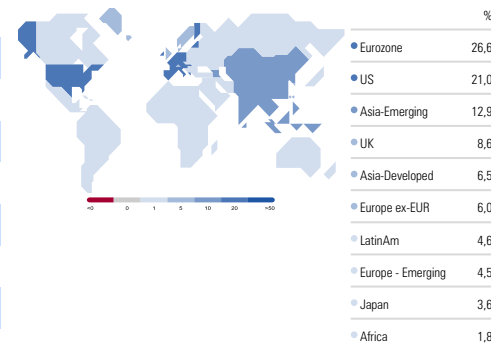 %
Eurozone 26,6
US 21,0
Asia-Emerging 12,9
UK 8,6
Asia-Developed 6,5
Europe ex-EUR 6,0
LatinAm 4,6
Europe - Emerging 4,5
Japan 3,6
Africa 1,8
<0 0 1 5 10 20 >50